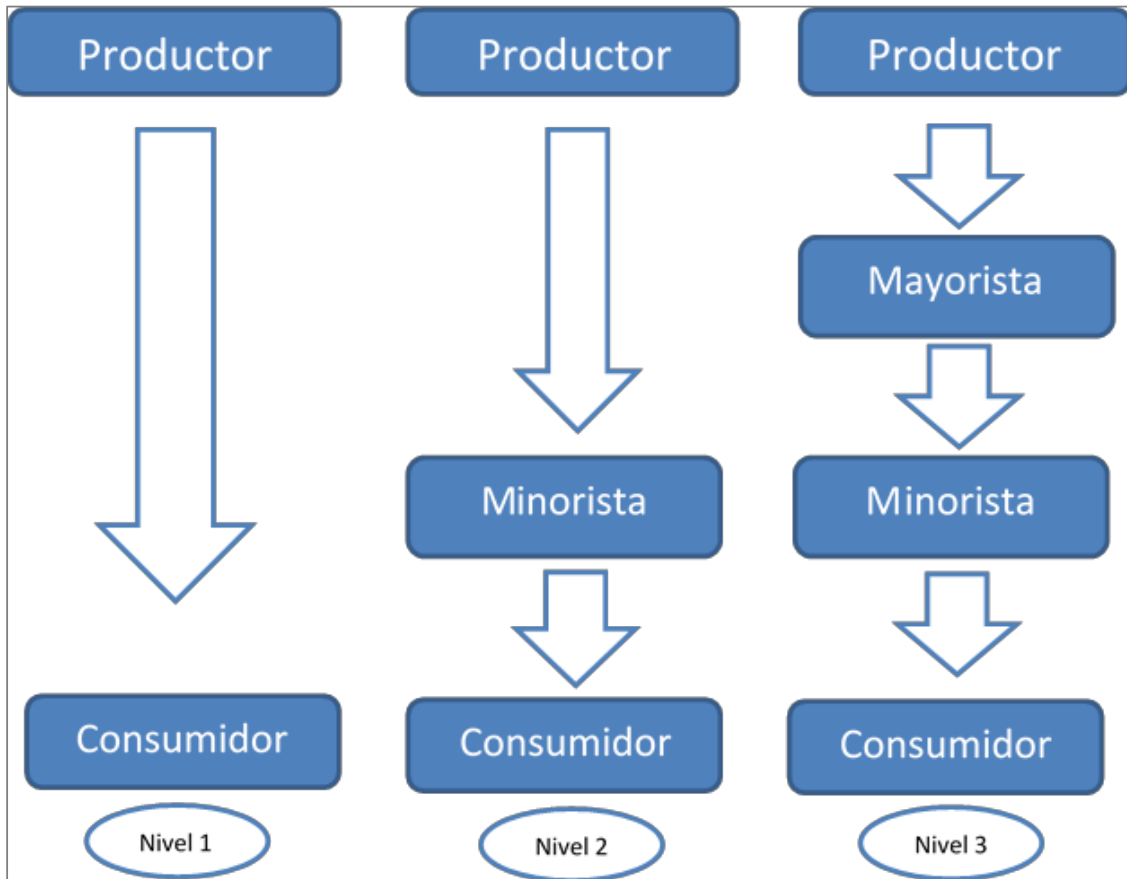 Productor
Productor
Productor
Mayorista
Minorista
Minorista
Consumidor
Consumidor
Consumidor
Nivel 1
Nivel 2
Nivel 3